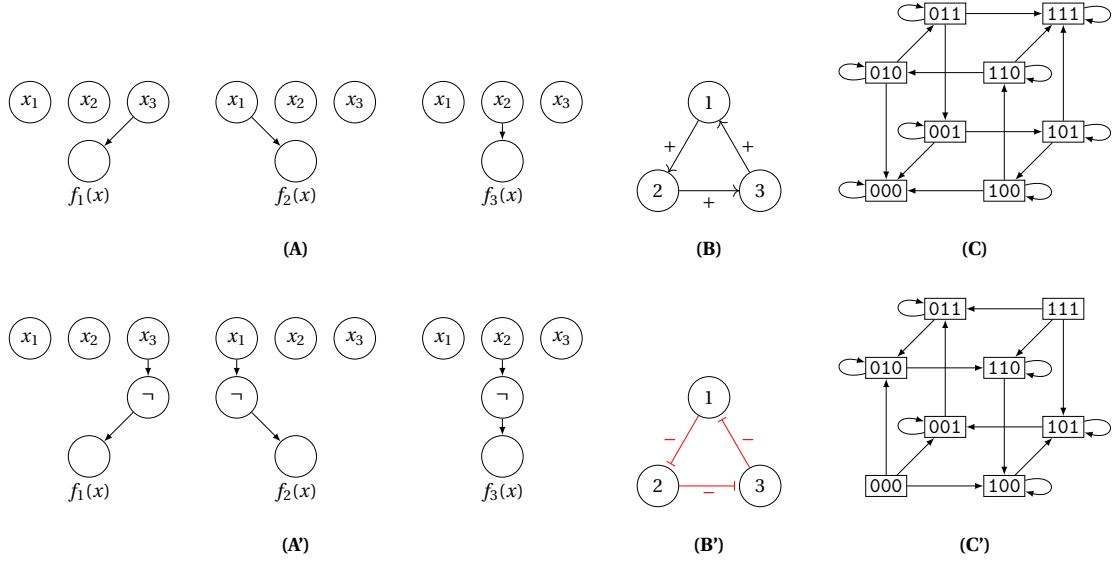 x₁ x₂ x₃
f₁(x)
x₁ x₂ x₃
f₂(x)
x₁ x₂ x₃
f₃(x)
(A)
1
+ +
2 3
+
(B)
011 111
010 110
001 101
000 100
(C)
x₁ x₂ x₃
¬
f₁(x)
x₁ x₂ x₃
¬
f₂(x)
x₁ x₂ x₃
¬
f₃(x)
(A')
1
− −
2 3
−
(B')
011 111
010 110
001 101
000 100
(C')